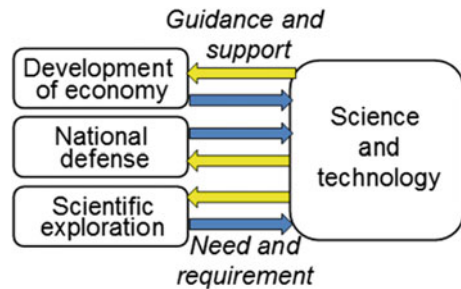 Guidance and
support
Development
of economy
National
defense
Scientific
exploration
Science
and
technology
Need and
requirement